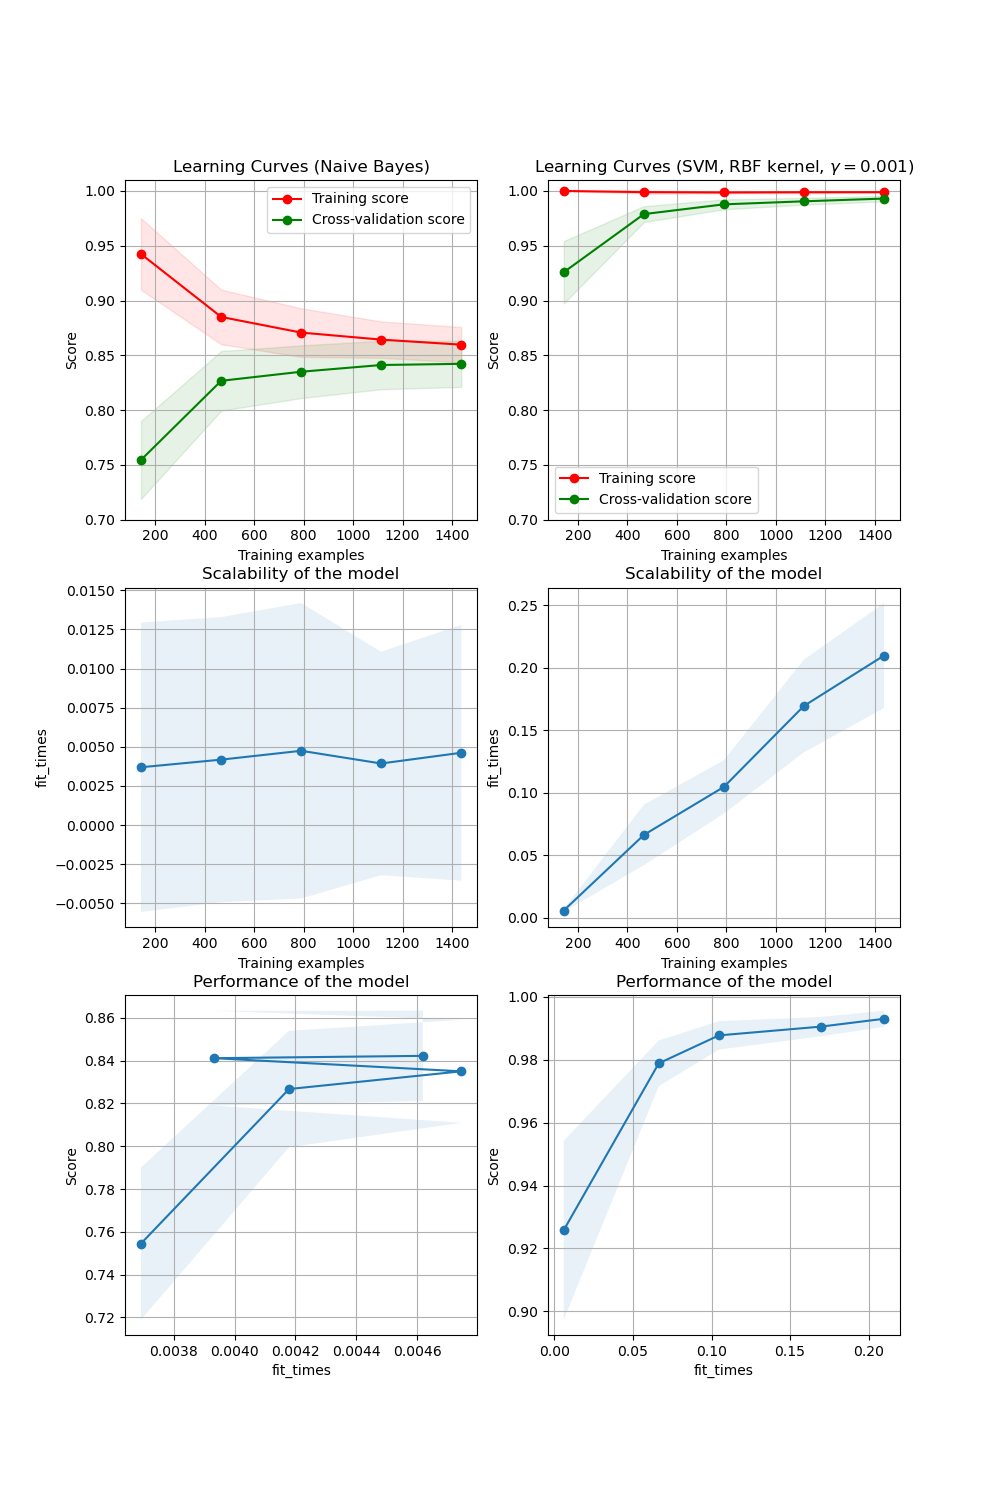 Learning Curves (Naive Bayes)
1.00
0.95
0.90
0.85
0.80
0.75
0.70
Score
Training score
Cross-validation score
200 400 600 800 1000 1200 1400
Training examples
Learning Curves (SVM, RBF kernel, γ = 0.001)
1.00
0.95
0.90
0.85
0.80
0.75
0.70
Score
Training score
Cross-validation score
200 400 600 800 1000 1200 1400
Training examples
Scalability of the model
0.0150
0.0125
0.0100
0.0075
0.0050
0.0025
0.0000
−0.0025
−0.0050
fit_times
200 400 600 800 1000 1200 1400
Training examples
Scalability of the model
0.25
0.20
0.15
0.10
0.05
0.00
fit_times
200 400 600 800 1000 1200 1400
Training examples
Performance of the model
0.86
0.84
0.82
0.80
0.78
0.76
0.74
0.72
Score
0.0038 0.0040 0.0042 0.0044 0.0046
fit_times
Performance of the model
1.00
0.98
0.96
0.94
0.92
0.90
Score
0.00 0.05 0.10 0.15 0.20
fit_times